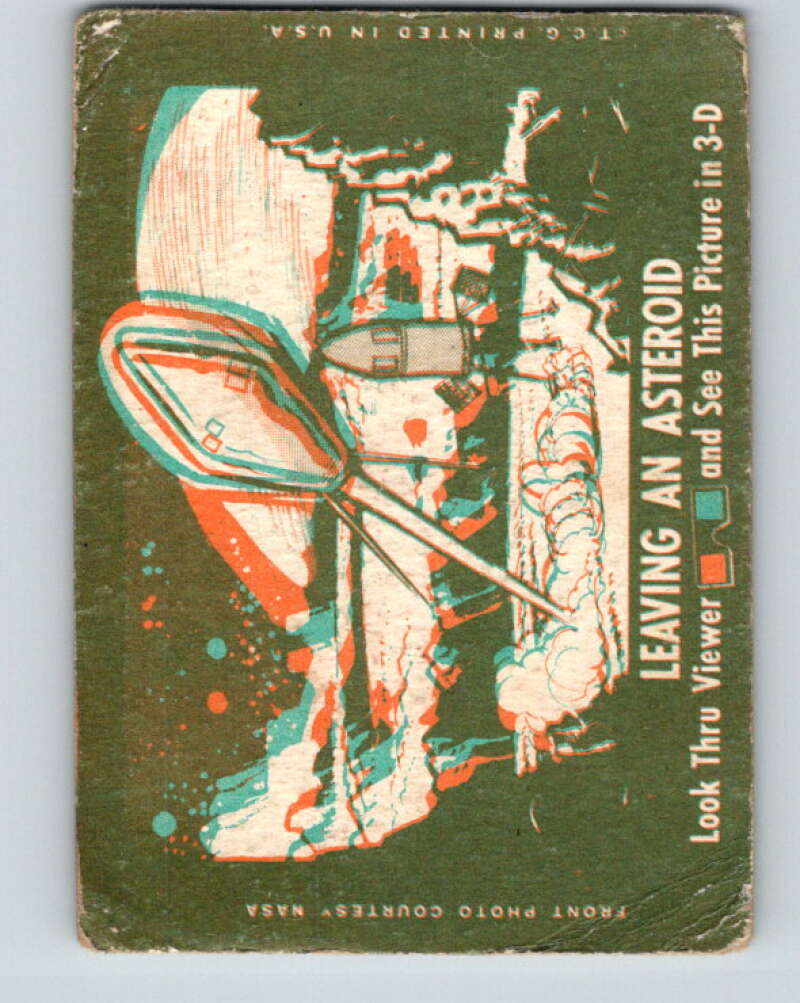 LEAVING AN ASTEROID
Look Thru Viewer and See This Picture in 3-D
FRONT PHOTO COURTESY NASA
©T.C.G. PRINTED IN U.S.A.